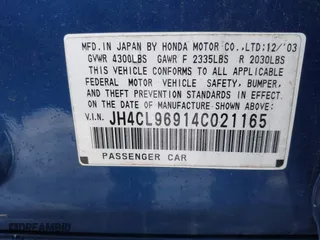 MFD. IN JAPAN BY HONDA MOTOR CO., LTD; 12/'03
GVWR 4300LBS GAWR F 2335LBS R 2030LBS
THIS VEHICLE CONFORMS TO ALL APPLICABLE
FEDERAL MOTOR VEHICLE SAFETY, BUMPER,
AND THEFT PREVENTION STANDARDS IN EFFECT
ON THE DATE OF MANUFACTURE SHOWN ABOVE.
V.I.N. JH4CL96914C021165
PASSENGER CAR